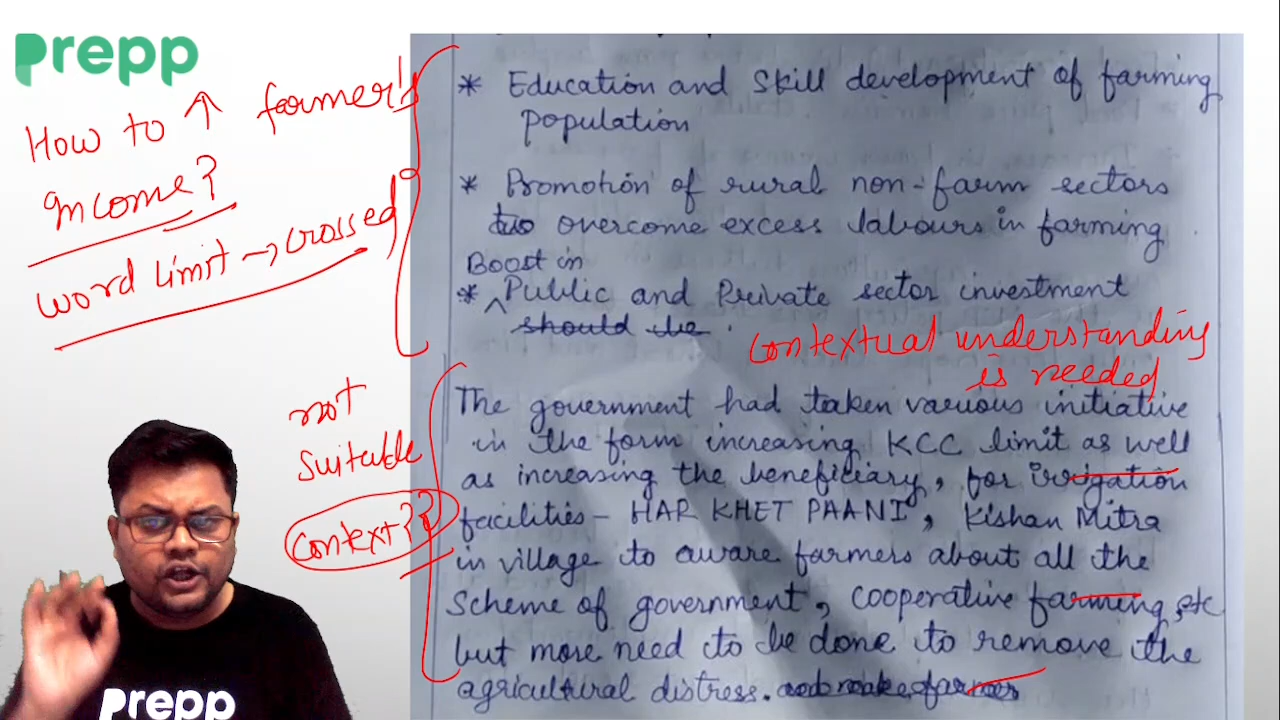 prepp
How to ↑ farmer's
Income?
word limit → crossed
* Education and Skill development of farming
population
* Promotion of rural non-farm sectors
to overcome excess labours in farming
Boost in
* ^ Public and Private sector investment
should be .
contextual understanding
is needed
not
suitable
context??
The government had taken various initiative
in the form increasing KCC limit as well
as increasing the beneficiary, for irrigation
facilities - HAR KHET PAANI, Kishan Mitra
in village to aware farmers about all the
Scheme of government, cooperative farming, etc
but more need to be done to remove the
agricultural distress.
prepp